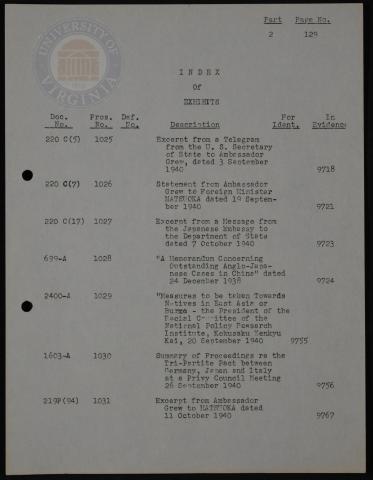 Part Page No.
2 129
UNIVERSITY OF VIRGINIA
INDEX
Of
EXHIBITS
Doc. Pros. Def. For In
No. No. No. Description Ident. Evidence
220 C(5) 1025 Excerpt from a Telegram
from the U. S. Secretary
of State to Ambassador
Grew, dated 3 September
1940 9718
220 C(7) 1026 Statement from Ambassador
Grew to Foreign Minister
MATSUOKA dated 19 Septem-
ber 1940 9721
220 C(17) 1027 Excerpt from a Message from
the Japanese Embassy to
the Department of State
dated 7 October 1940 9723
699-A 1028 "A Memorandum Concerning
Outstanding Anglo-Japa-
nese Cases in China" dated
24 December 1938 9724
2400-A 1029 "Measures to be taken Towards
Natives in East Asia or
Burma - the President of the
Racial Committee of the
National Policy Research
Institute, Kokusaku Kenkyu
Kai, 20 September 1940 9755
1603-A 1030 Summary of Proceedings re the
Tri-Partite Pact between
Germany, Japan and Italy
at a Privy Council Meeting
26 September 1940 9756
219P(94) 1031 Excerpt from Ambassador
Grew to MATSUOKA dated
11 October 1940 9767